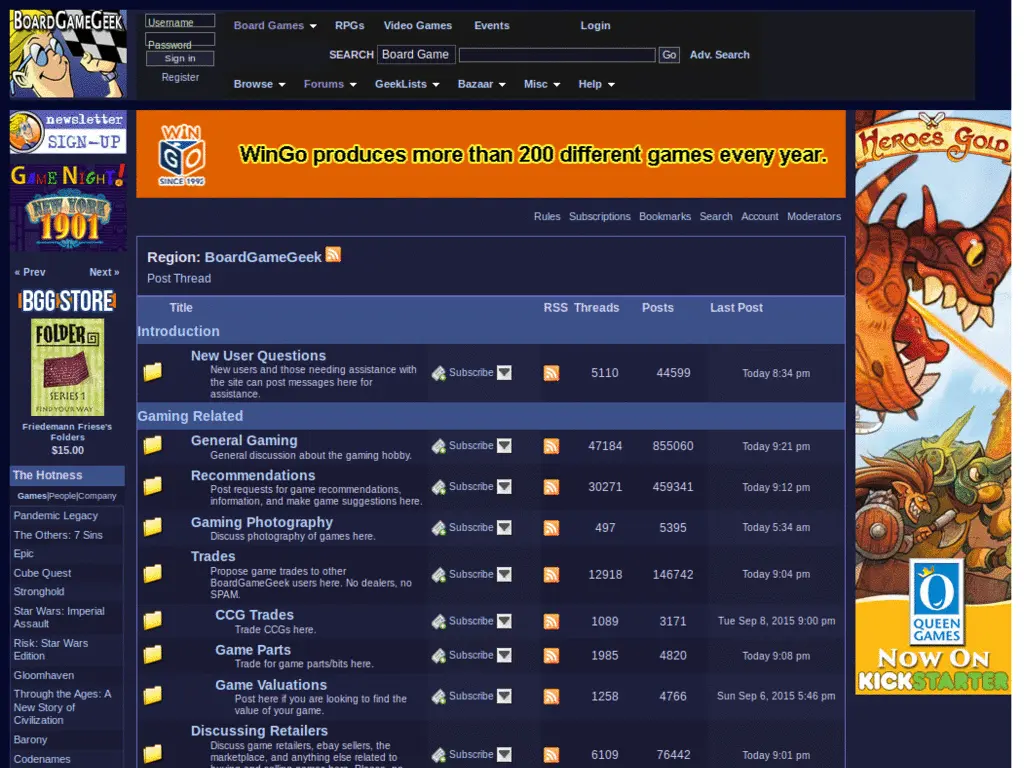 BOARDGAMEGEEK
Username
Password
Sign in
Register
Board Games RPGs Video Games Events Login
SEARCH Board Game Go Adv. Search
Browse Forums GeekLists Bazaar Misc Help
newsletter
SIGN-UP
GAME NIGHT!
NEW YORK
1901
« Prev Next »
BGG STORE
FOLDER
SERIES 1
FIND YOUR WAY
Friedemann Friese's
Folders
$15.00
The Hotness
Games|People|Company
Pandemic Legacy
The Others: 7 Sins
Epic
Cube Quest
Stronghold
Star Wars: Imperial
Assault
Risk: Star Wars
Edition
Gloomhaven
Through the Ages: A
New Story of
Civilization
Barony
Codenames
WIN
GO
SINCE 1992
WinGo produces more than 200 different games every year.
Rules Subscriptions Bookmarks Search Account Moderators
Region: BoardGameGeek
Post Thread
Title RSS Threads Posts Last Post
Introduction
New User Questions
New users and those needing assistance with
the site can post messages here for
assistance.
Subscribe 5110 44599 Today 8:34 pm
Gaming Related
General Gaming
General discussion about the gaming hobby.
Subscribe 47184 855060 Today 9:21 pm
Recommendations
Post requests for game recommendations,
information, and make game suggestions here.
Subscribe 30271 459341 Today 9:12 pm
Gaming Photography
Discuss photography of games here.
Subscribe 497 5395 Today 5:34 am
Trades
Propose game trades to other
BoardGameGeek users here. No dealers, no
SPAM.
Subscribe 12918 146742 Today 9:04 pm
CCG Trades
Trade CCGs here.
Subscribe 1089 3171 Tue Sep 8, 2015 9:00 pm
Game Parts
Trade for game parts/bits here.
Subscribe 1985 4820 Today 9:08 pm
Game Valuations
Post here if you are looking to find the
value of your game.
Subscribe 1258 4766 Sun Sep 6, 2015 5:46 pm
Discussing Retailers
Discuss game retailers, ebay sellers, the
marketplace, and anything else related to
buying and selling games here. Please, no
Subscribe 6109 76442 Today 9:01 pm
HEROES GOLD
QUEEN
GAMES
NOW ON
KICKSTARTER